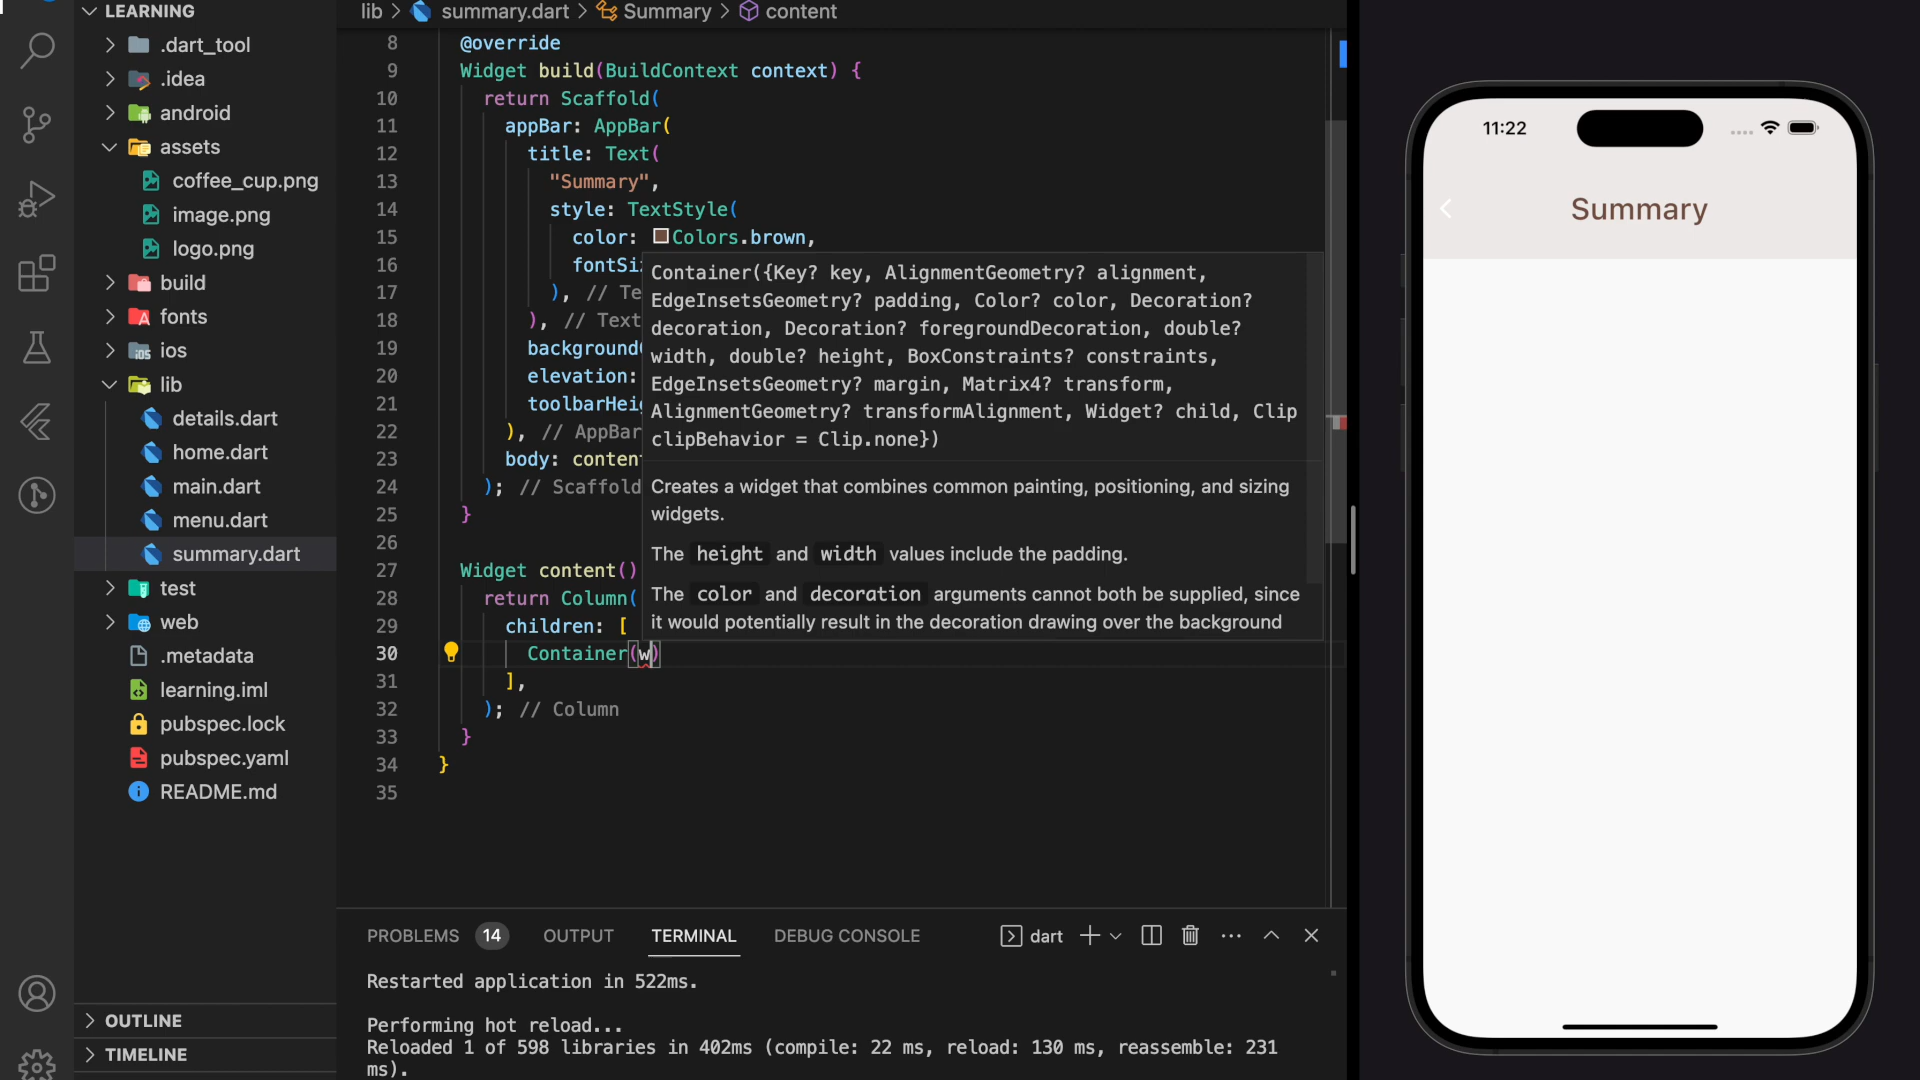 LEARNING
.dart_tool
.idea
android
assets
coffee_cup.png
image.png
logo.png
build
fonts
ios
lib
details.dart
home.dart
main.dart
menu.dart
summary.dart
test
web
.metadata
learning.iml
pubspec.lock
pubspec.yaml
README.md
OUTLINE
TIMELINE
lib > summary.dart > Summary > content
8 @override
9 Widget build(BuildContext context) {
10 return Scaffold(
11 appBar: AppBar(
12 title: Text(
13 "Summary",
14 style: TextStyle(
15 color: Colors.brown,
16 fontSi
17 ), // Te
18 ), // Text
19 background
20 elevation:
21 toolbarHei
22 ), // AppBar
23 body: conten
24 ); // Scaffold
25 }
26
27 Widget content()
28 return Column(
29 children: [
30 Container(w)
31 ],
32 ); // Column
33 }
34 }
35
Container({Key? key, AlignmentGeometry? alignment,
EdgeInsetsGeometry? padding, Color? color, Decoration?
decoration, Decoration? foregroundDecoration, double?
width, double? height, BoxConstraints? constraints,
EdgeInsetsGeometry? margin, Matrix4? transform,
AlignmentGeometry? transformAlignment, Widget? child, Clip
clipBehavior = Clip.none})
Creates a widget that combines common painting, positioning, and sizing
widgets.
The height and width values include the padding.
The color and decoration arguments cannot both be supplied, since
it would potentially result in the decoration drawing over the background
PROBLEMS 14 OUTPUT TERMINAL DEBUG CONSOLE dart
Restarted application in 522ms.
Performing hot reload...
Reloaded 1 of 598 libraries in 402ms (compile: 22 ms, reload: 130 ms, reassemble: 231
ms).
11:22
Summary